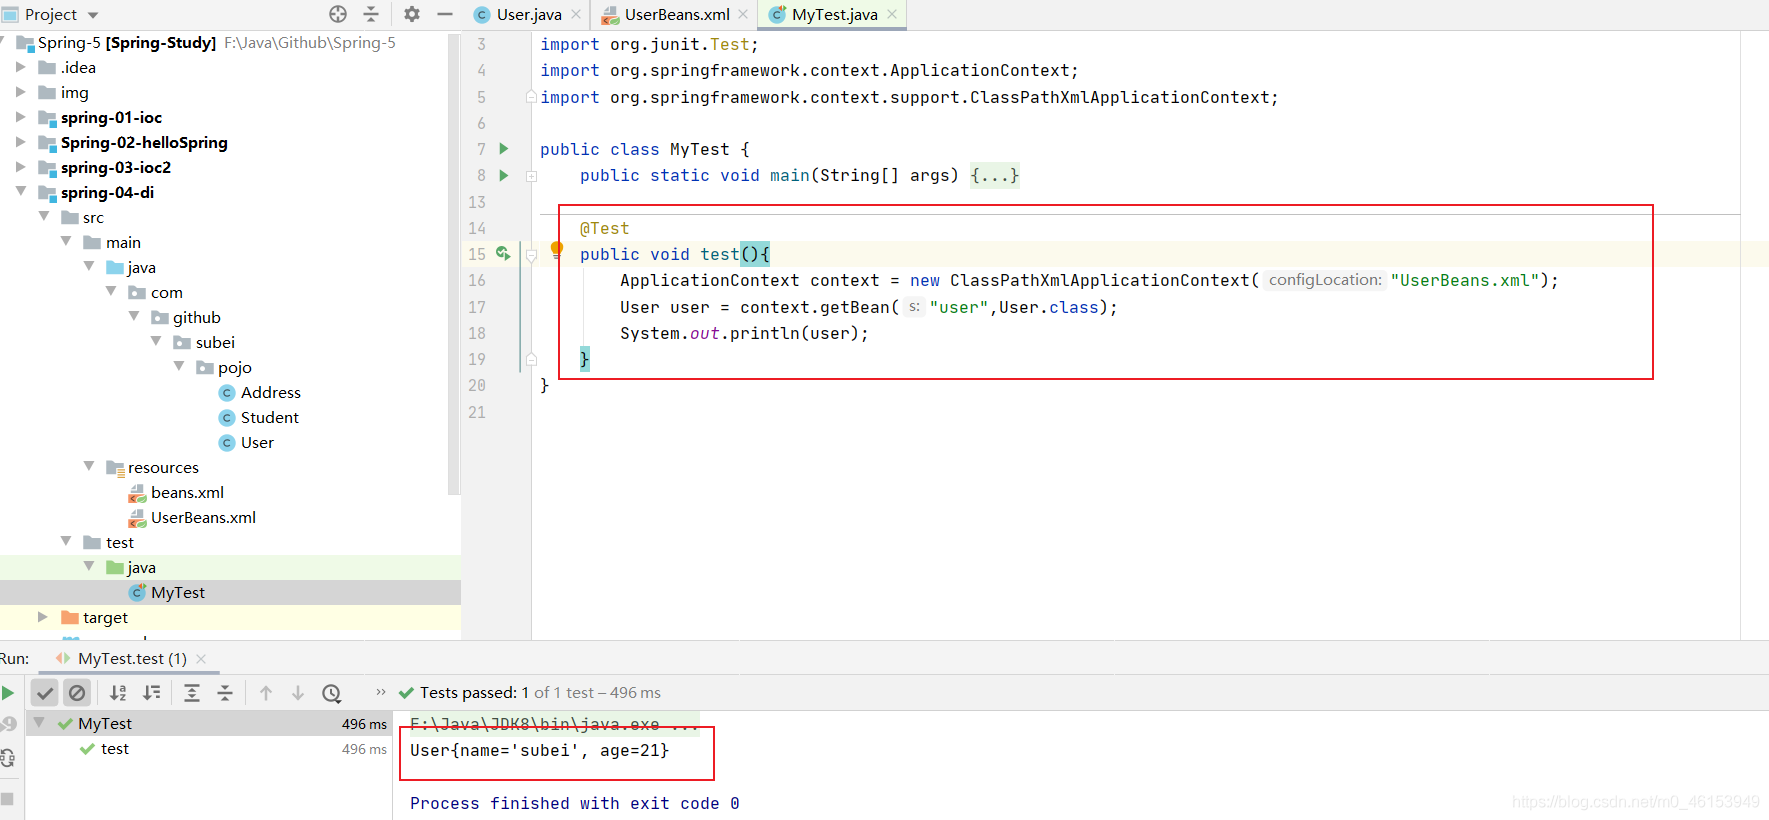 Project
User.java
UserBeans.xml
MyTest.java
Spring-5 [Spring-Study] F:\Java\Github\Spring-5
.idea
img
spring-01-ioc
Spring-02-helloSpring
spring-03-ioc2
spring-04-di
src
main
java
com
github
subei
pojo
Address
Student
User
resources
beans.xml
UserBeans.xml
test
java
MyTest
target
3 import org.junit.Test;
4 import org.springframework.context.ApplicationContext;
5 import org.springframework.context.support.ClassPathXmlApplicationContext;
6
7 public class MyTest {
8 public static void main(String[] args) {...}
13
14 @Test
15 public void test(){
16 ApplicationContext context = new ClassPathXmlApplicationContext( configLocation: "UserBeans.xml");
17 User user = context.getBean( s: "user",User.class);
18 System.out.println(user);
19 }
20 }
21
Run: MyTest.test (1)
Tests passed: 1 of 1 test – 496 ms
MyTest 496 ms
test 496 ms
F:\Java\JDK8\bin\java.exe ...
User{name='subei', age=21}
Process finished with exit code 0
https://blog.csdn.net/m0_46153949